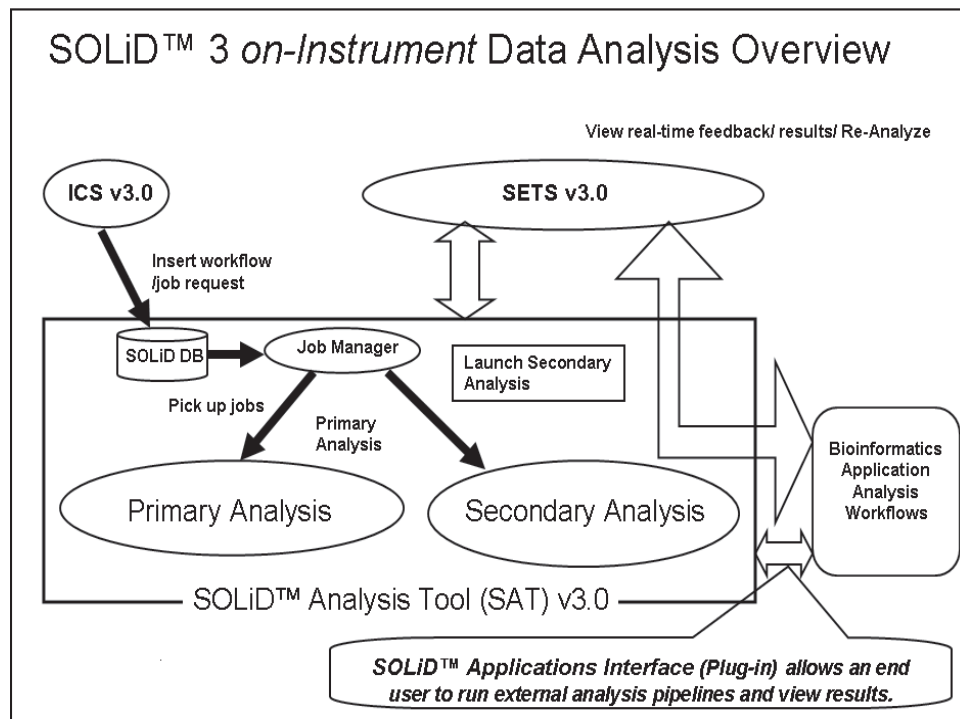 SOLiD™ 3 on-Instrument Data Analysis Overview
View real-time feedback/ results/ Re-Analyze
ICS v3.0
SETS v3.0
Insert workflow
/job request
SOLiD DB
Job Manager
Launch Secondary
Analysis
Pick up jobs
Primary
Analysis
Primary Analysis
Secondary Analysis
Bioinformatics
Application
Analysis
Workflows
SOLiD™ Analysis Tool (SAT) v3.0
SOLiD™ Applications Interface (Plug-in) allows an end
user to run external analysis pipelines and view results.